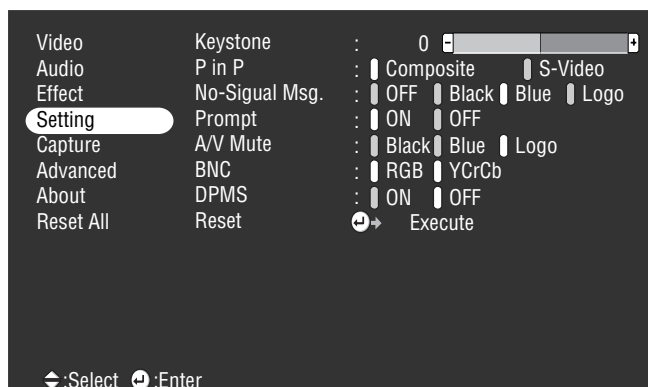 Video Keystone : 0 - +
Audio P in P : Composite S-Video
Effect No-Sigual Msg. : OFF Black Blue Logo
Setting Prompt : ON OFF
Capture A/V Mute : Black Blue Logo
Advanced BNC : RGB YCrCb
About DPMS : ON OFF
Reset All Reset Execute
:Select :Enter